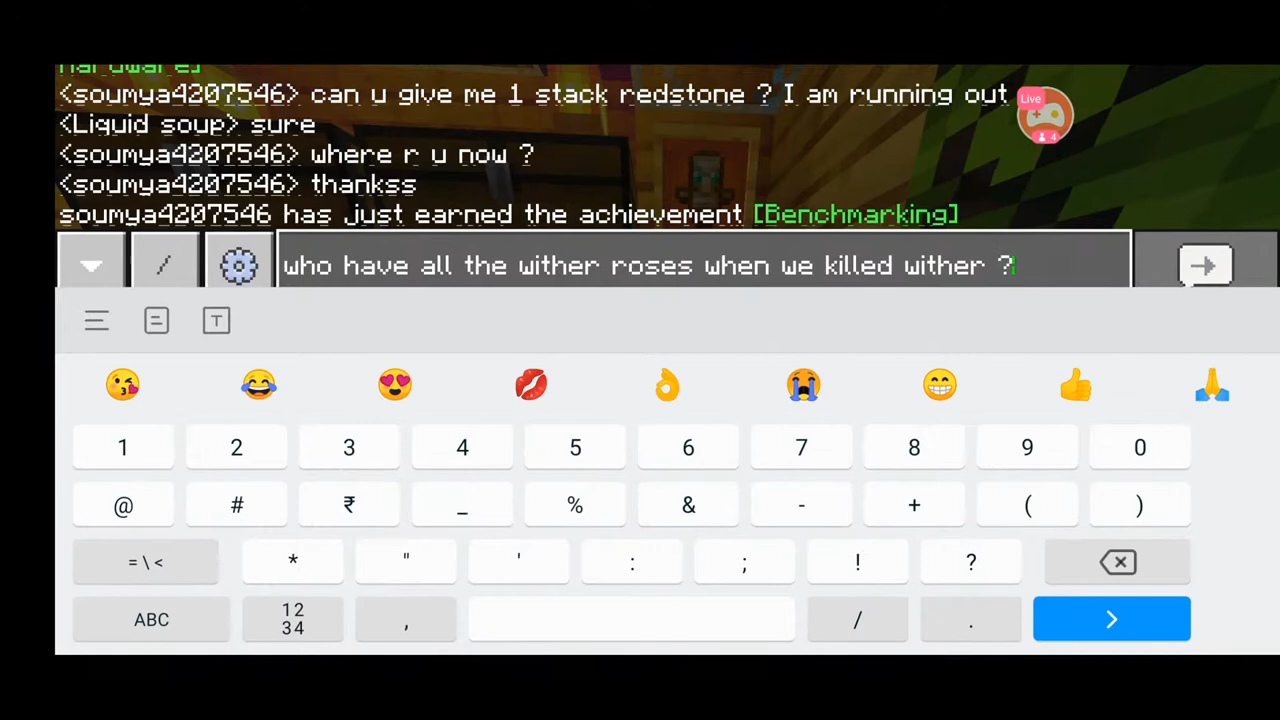 Hardware]
<soumya4207546> can u give me 1 stack redstone ? I am running out
<Liquid soup> sure
<soumya4207546> where r u now ?
<soumya4207546> thankss
soumya4207546 has just earned the achievement [Benchmarking]
Live
4
/
who have all the wither roses when we killed wither ?
T
1 2 3 4 5 6 7 8 9 0
@ # ₹ _ % & - + ( )
=\< * " ' : ; ! ?
ABC 12 34 , / .